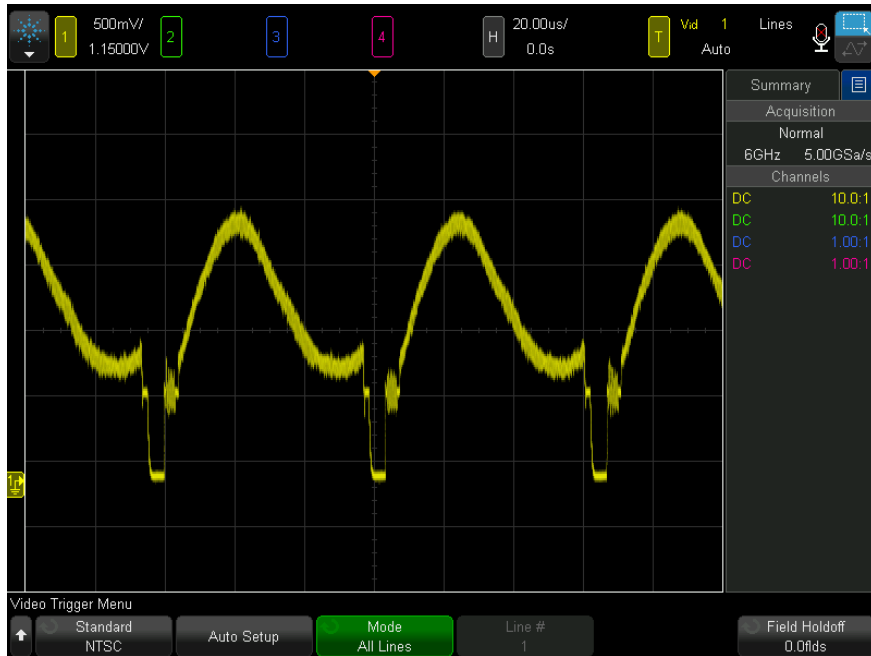 1 500mV/ 2 3 4 H 20.00us/ T Vid 1 Lines
1.15000V 0.0s Auto
Summary
Acquisition
Normal
6GHz 5.00GSa/s
Channels
DC 10.0:1
DC 10.0:1
DC 1.00:1
DC 1.00:1
1
Video Trigger Menu
Standard
NTSC
Auto Setup
Mode
All Lines
Line #
1
Field Holdoff
0.0flds